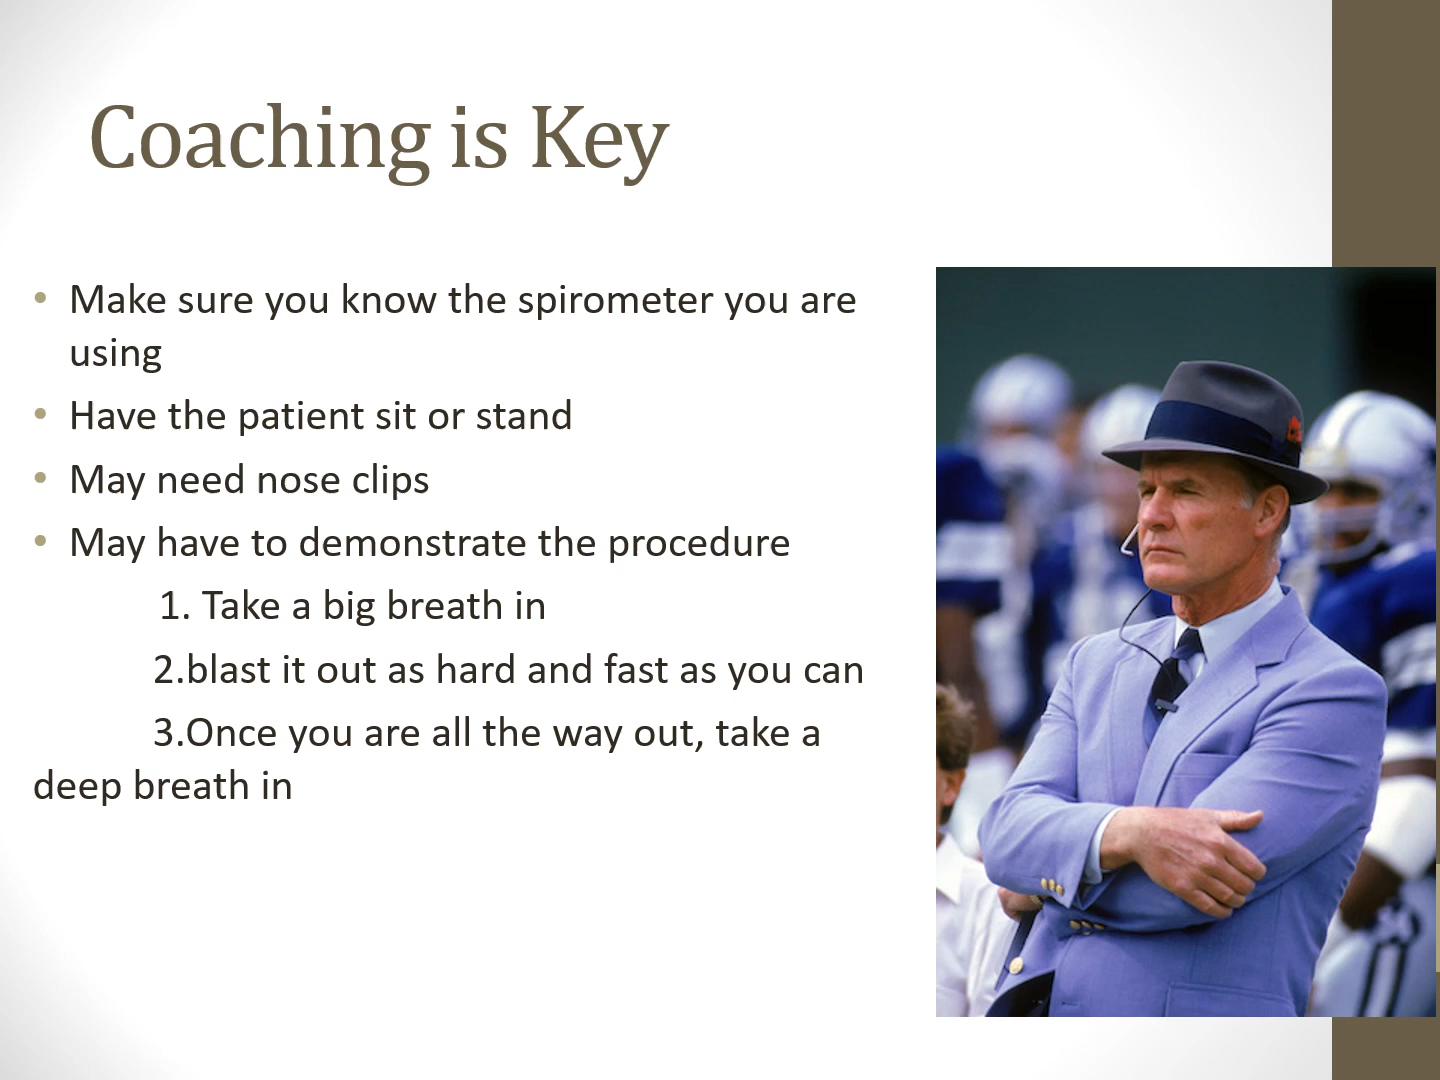 Coaching is Key
• Make sure you know the spirometer you are
using
• Have the patient sit or stand
• May need nose clips
• May have to demonstrate the procedure
1. Take a big breath in
2.blast it out as hard and fast as you can
3.Once you are all the way out, take a
deep breath in